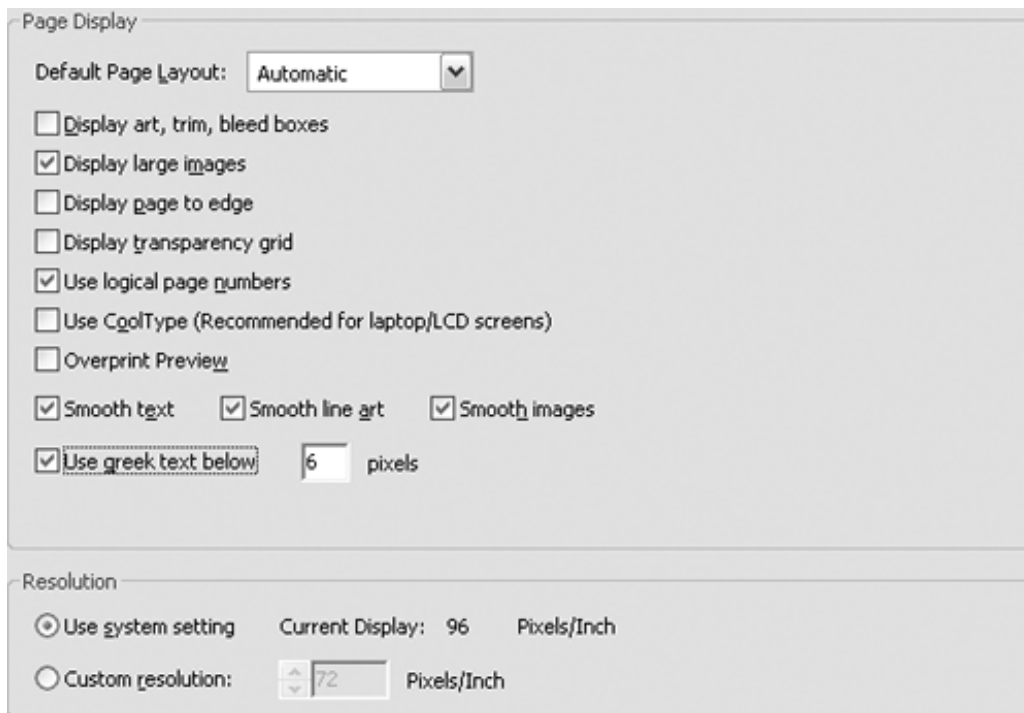 Page Display
Default Page Layout: Automatic
Display art, trim, bleed boxes
Display large images
Display page to edge
Display transparency grid
Use logical page numbers
Use CoolType (Recommended for laptop/LCD screens)
Overprint Preview
Smooth text Smooth line art Smooth images
Use greek text below 6 pixels
Resolution
Use system setting Current Display: 96 Pixels/Inch
Custom resolution: 72 Pixels/Inch